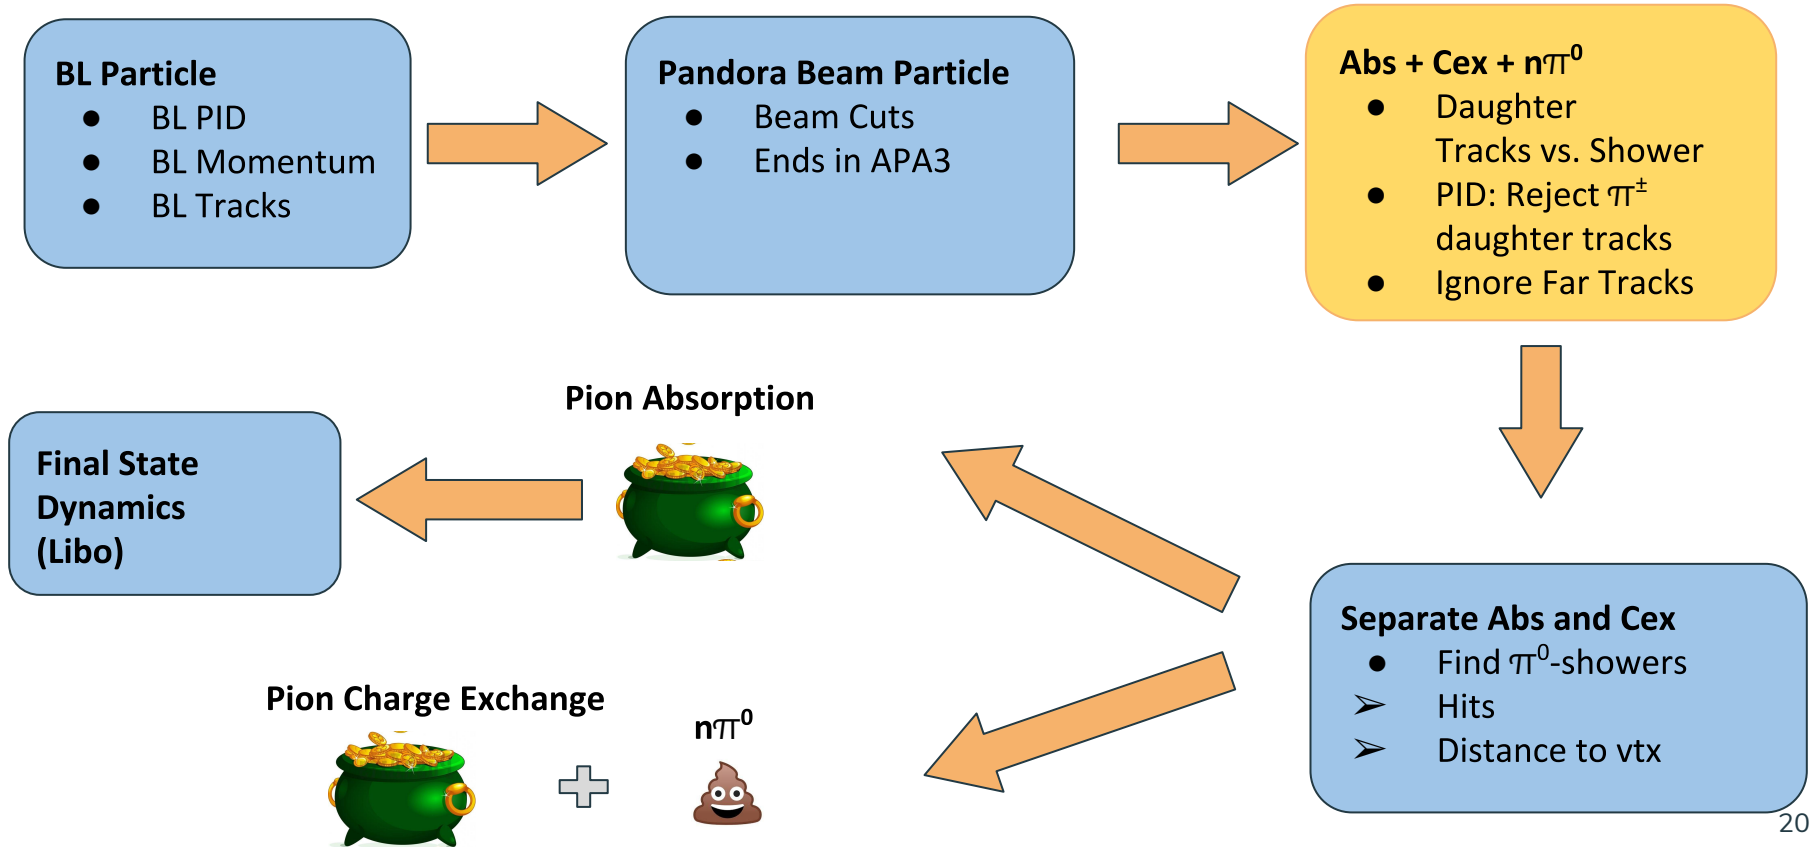 BL Particle
● BL PID
● BL Momentum
● BL Tracks
Pandora Beam Particle
● Beam Cuts
● Ends in APA3
Abs + Cex + nπ⁰
● Daughter
Tracks vs. Shower
● PID: Reject π±
daughter tracks
● Ignore Far Tracks
Separate Abs and Cex
● Find π⁰-showers
➢ Hits
➢ Distance to vtx
Pion Absorption
Final State
Dynamics
(Libo)
Pion Charge Exchange
nπ⁰
20